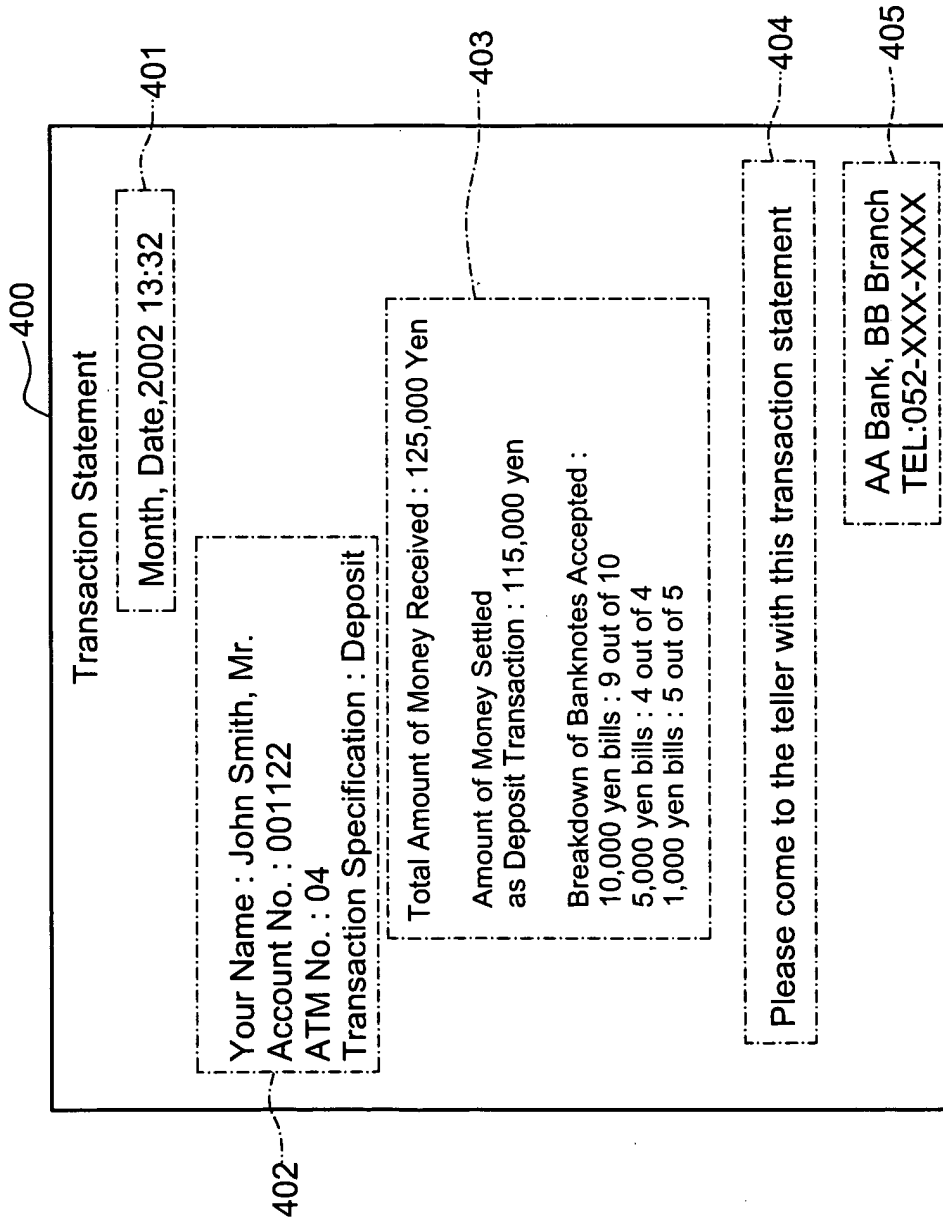 400
Transaction Statement
401
Month, Date,2002 13:32
402
Your Name : John Smith, Mr.
Account No. : 001122
ATM No. : 04
Transaction Specification : Deposit
403
Total Amount of Money Received : 125,000 Yen
Amount of Money Settled
as Deposit Transaction : 115,000 yen
Breakdown of Banknotes Accepted :
10,000 yen bills : 9 out of 10
5,000 yen bills : 4 out of 4
1,000 yen bills : 5 out of 5
404
Please come to the teller with this transaction statement
405
AA Bank, BB Branch
TEL:052-XXX-XXXX